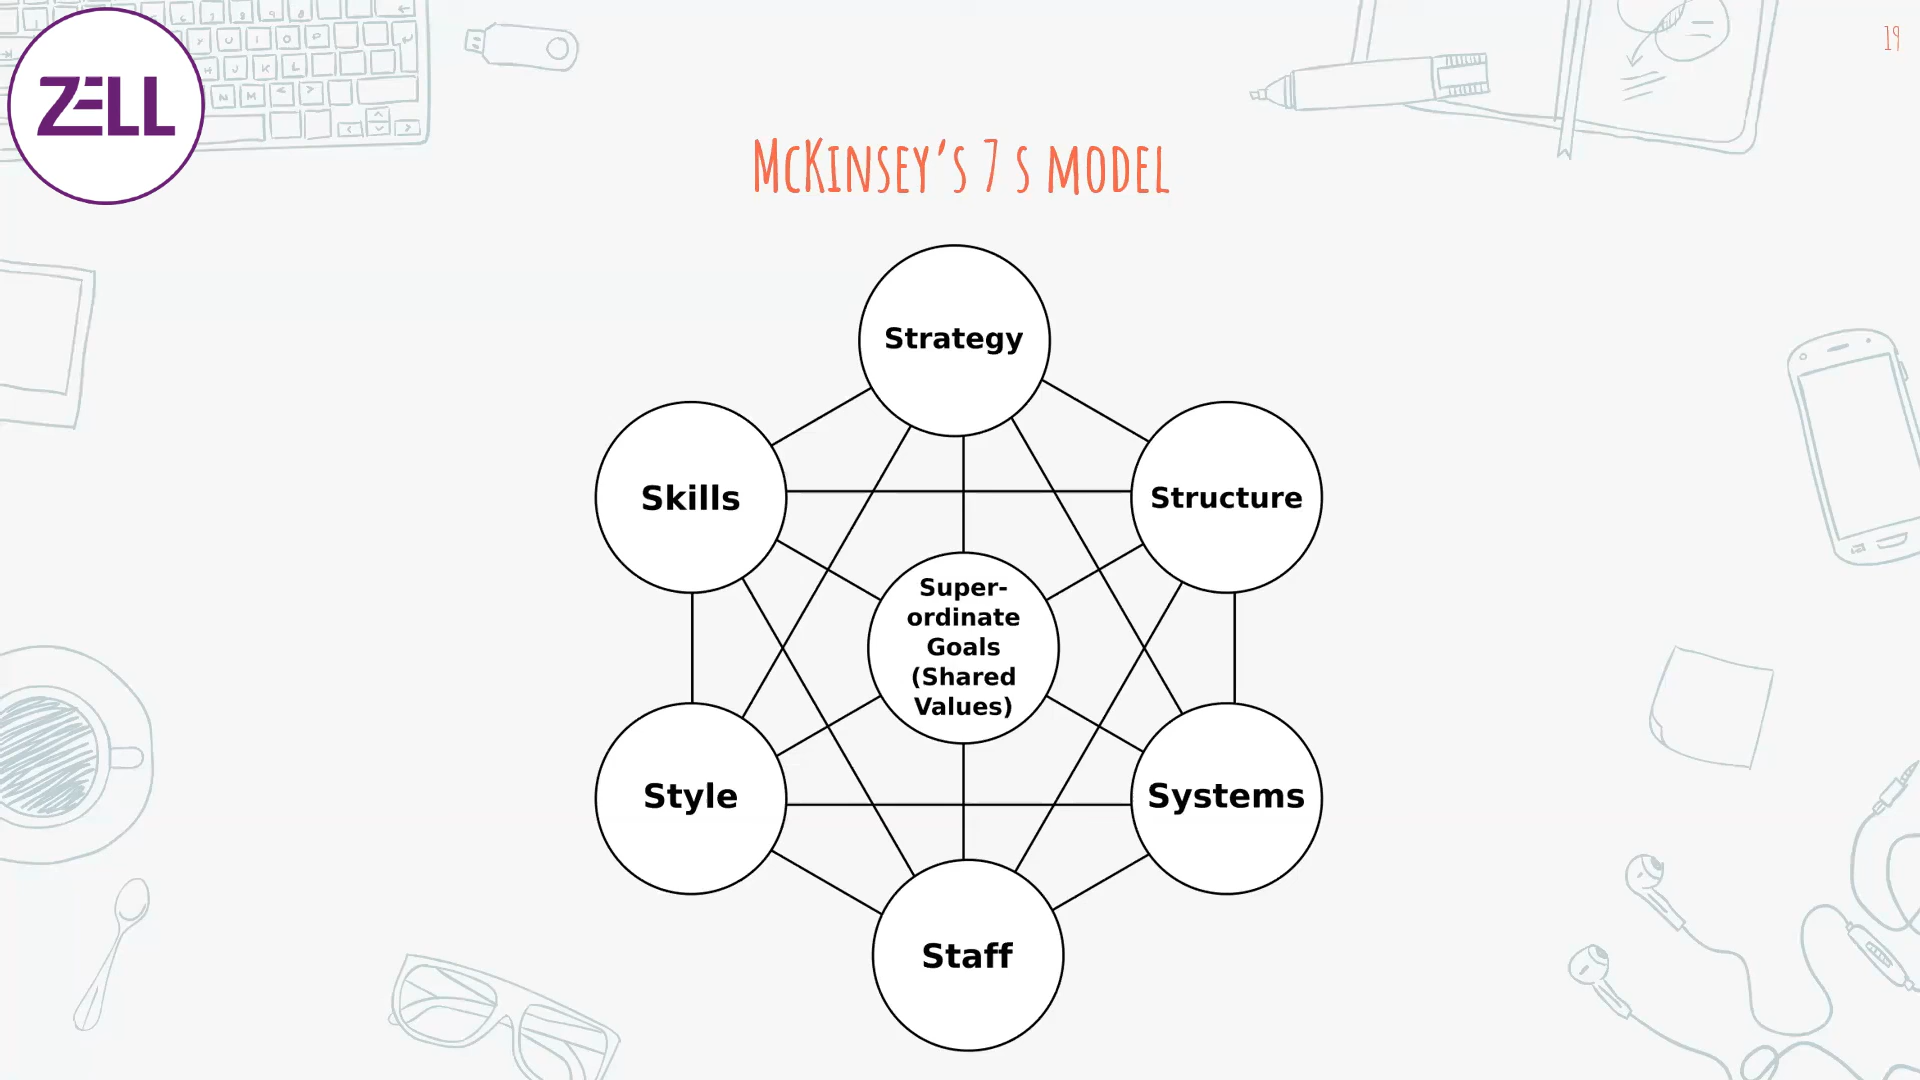 19
ZELL
McKinsey's 7 s model
Strategy
Skills
Structure
Super-
ordinate
Goals
(Shared
Values)
Style
Systems
Staff